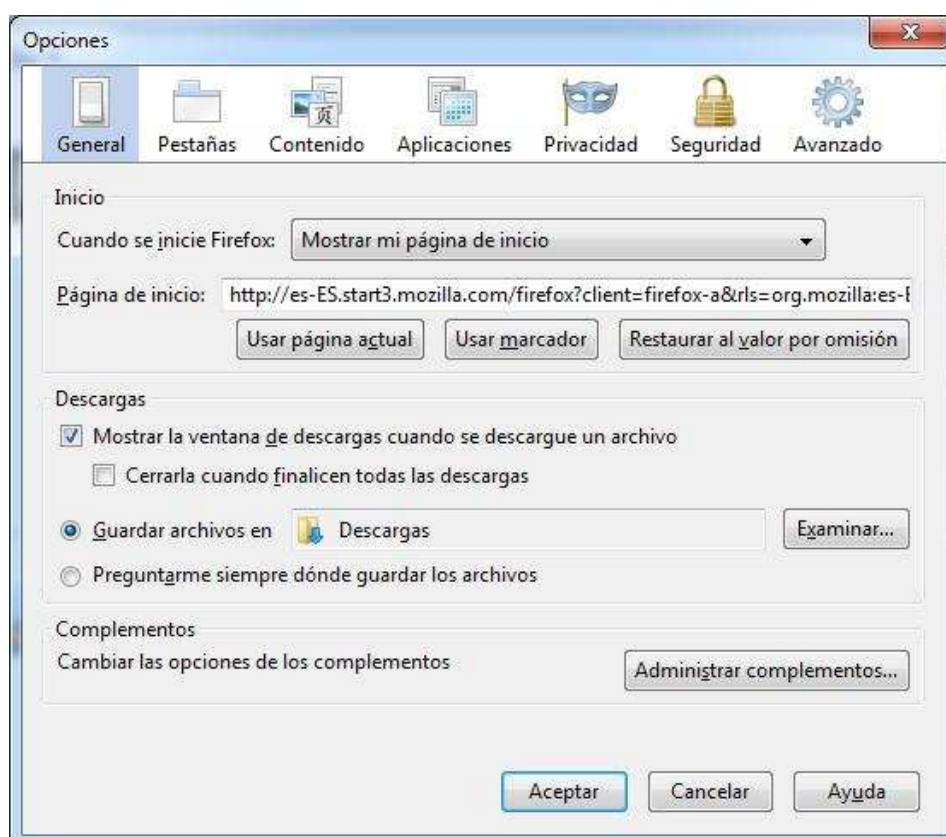 Opciones
General Pestañas Contenido Aplicaciones Privacidad Seguridad Avanzado
页
Inicio
Cuando se inicie Firefox: Mostrar mi página de inicio
Página de inicio: http://es-ES.start3.mozilla.com/firefox?client=firefox-a&rls=org.mozilla:es-
Usar página actual Usar marcador Restaurar al valor por omisión
Descargas
Mostrar la ventana de descargas cuando se descargue un archivo
Cerrarla cuando finalicen todas las descargas
Guardar archivos en Descargas Examinar...
Preguntarme siempre dónde guardar los archivos
Complementos
Cambiar las opciones de los complementos Administrar complementos...
Aceptar Cancelar Ayuda